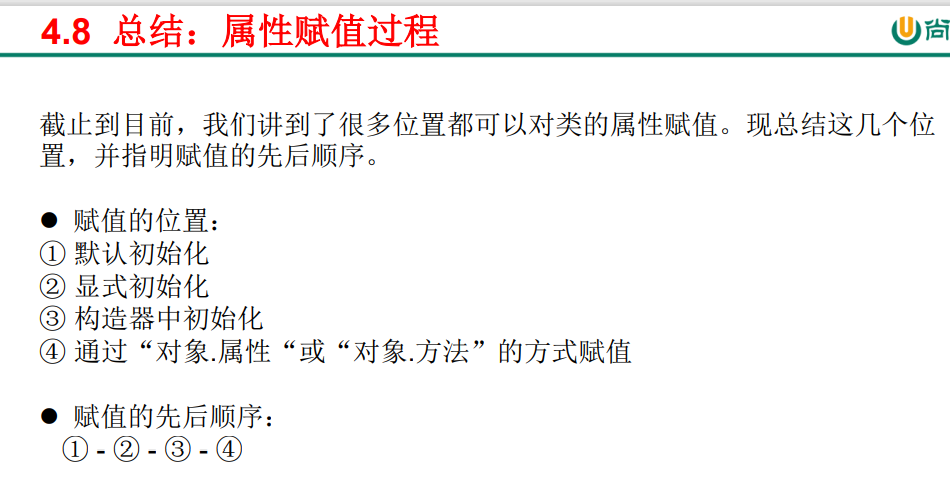 4.8 总结：属性赋值过程
尚
截止到目前，我们讲到了很多位置都可以对类的属性赋值。现总结这几个位
置，并指明赋值的先后顺序。
● 赋值的位置：
① 默认初始化
② 显式初始化
③ 构造器中初始化
④ 通过“对象.属性“或“对象.方法”的方式赋值
● 赋值的先后顺序：
① - ② - ③ - ④